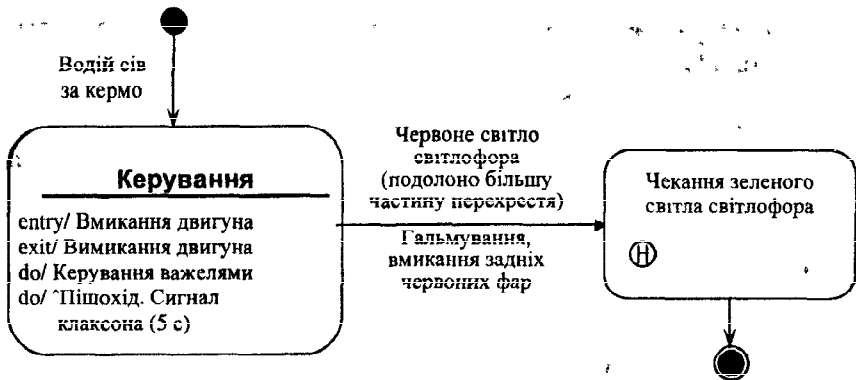 Водій сів
за кермо
Керування
entry/ Вмикання двигуна
exit/ Вимикання двигуна
do/ Керування важелями
do/ ^Пішохід. Сигнал
клаксона (5 с)
Червоне світло
світлофора
(подолоно більшу
частину перехрестя)
Гальмування,
вмикання задніх
червоних фар
Чекання зеленого
світла світлофора
H